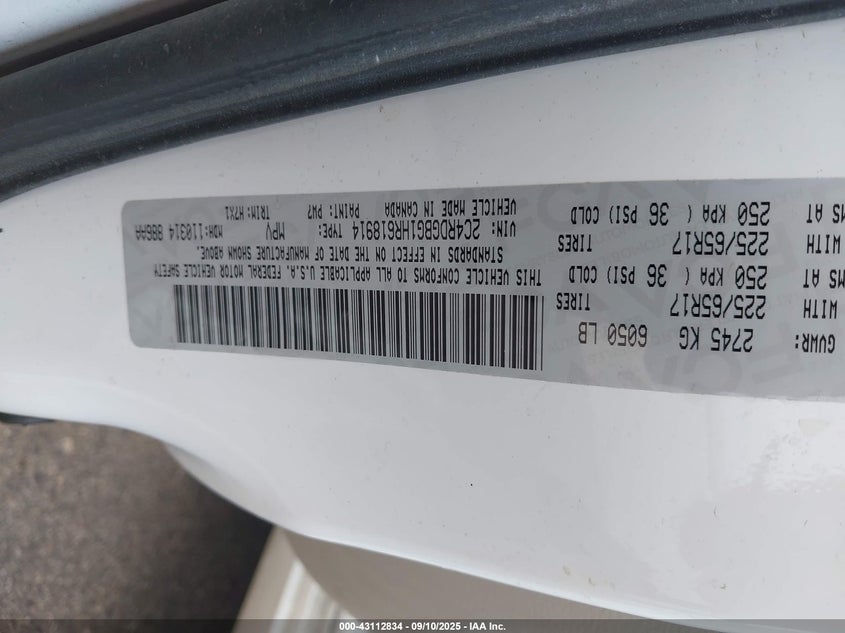 GVWR: 2745 KG 6050 LB
WITH 225/65R17 TIRES
MS AT 250 KPA ( 36 PSI) COLD
WITH 225/65R17 TIRES
MS AT 250 KPA ( 36 PSI) COLD
THIS VEHICLE CONFORMS TO ALL APPLICABLE U.S.A. FEDERAL MOTOR VEHICLE SAFETY
STANDARDS IN EFFECT ON THE DATE OF MANUFACTURE SHOWN ABOVE.
VIN: 2C4RDGBG1HR618914 TYPE: MPV MDH:110314 886AA
VEHICLE MADE IN CANADA PAINT: PW7 TRIM: H7X1
000-43112834 - 09/10/2025 - IAA Inc.